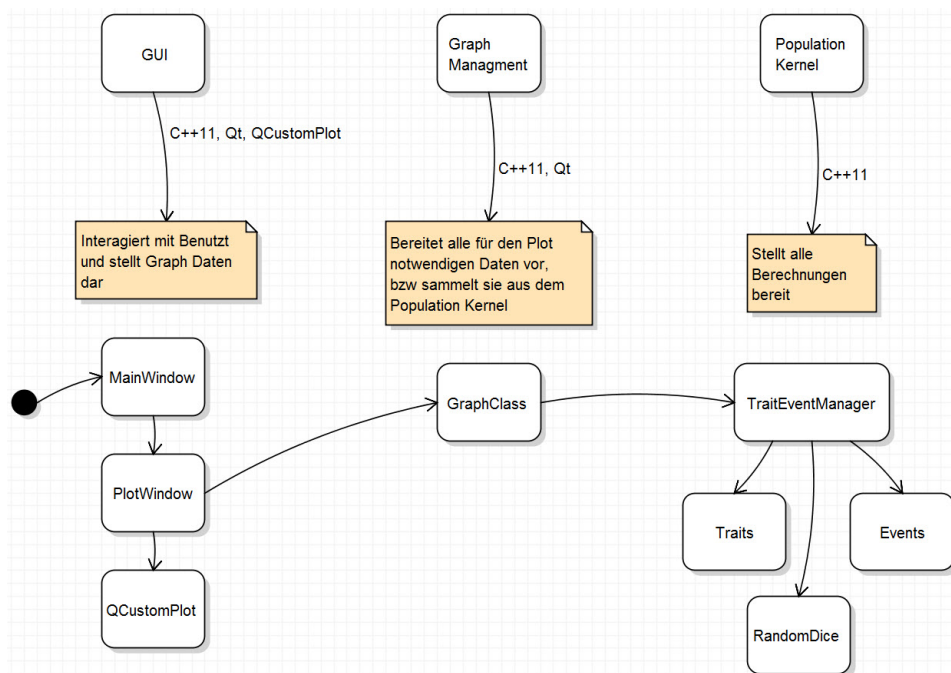 GUI
Graph
Managment
Population
Kernel
C++11, Qt, QCustomPlot
C++11, Qt
C++11
Interagiert mit Benutzt
und stellt Graph Daten
dar
Bereitet alle für den Plot
notwendigen Daten vor,
bzw sammelt sie aus dem
Population Kernel
Stellt alle
Berechnungen
bereit
MainWindow
GraphClass
TraitEventManager
PlotWindow
Traits
Events
QCustomPlot
RandomDice